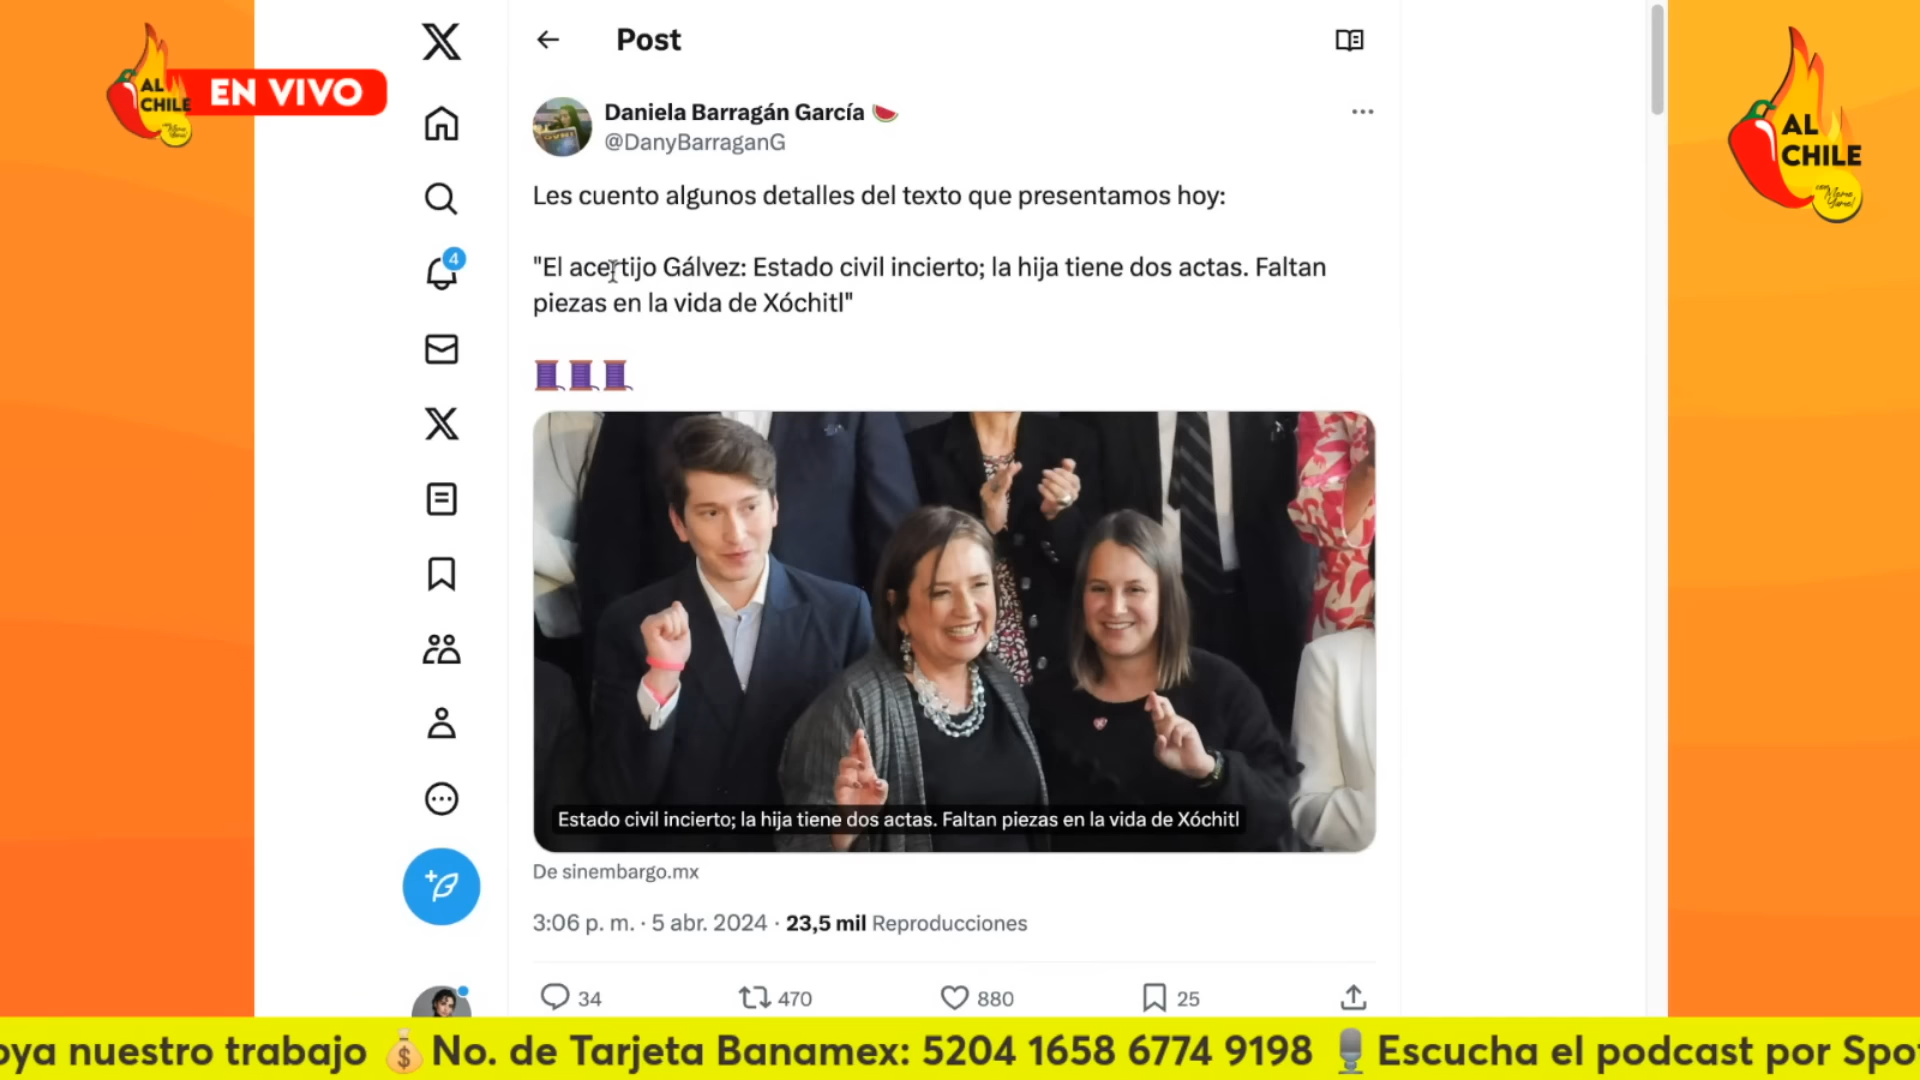 AL
CHILE
EN VIVO
Post
AL
CHILE
Daniela Barragán García
@DanyBarraganG
Les cuento algunos detalles del texto que presentamos hoy:
4
"El acertijo Gálvez: Estado civil incierto; la hija tiene dos actas. Faltan
piezas en la vida de Xóchitl"
Estado civil incierto; la hija tiene dos actas. Faltan piezas en la vida de Xóchitl
De sinembargo.mx
3:06 p. m. · 5 abr. 2024 · 23,5 mil Reproducciones
34 470 880 25
oya nuestro trabajo 💰 No. de Tarjeta Banamex: 5204 1658 6774 9198 🎙️ Escucha el podcast por Spo